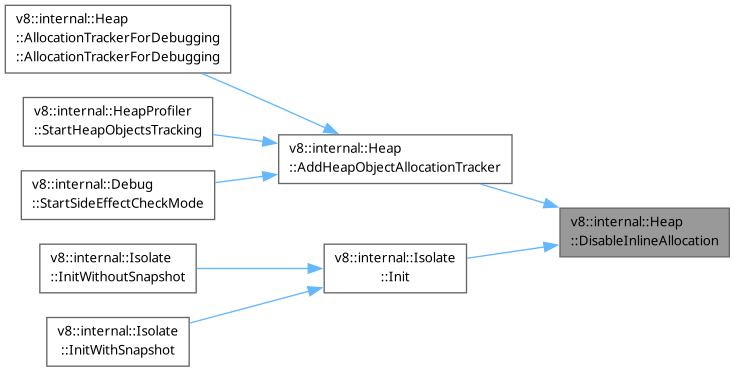 v8::internal::Heap
::AllocationTrackerForDebugging
::AllocationTrackerForDebugging
v8::internal::HeapProfiler
::StartHeapObjectsTracking
v8::internal::Heap
::AddHeapObjectAllocationTracker
v8::internal::Debug
::StartSideEffectCheckMode
v8::internal::Heap
::DisableInlineAllocation
v8::internal::Isolate
::InitWithoutSnapshot
v8::internal::Isolate
::Init
v8::internal::Isolate
::InitWithSnapshot